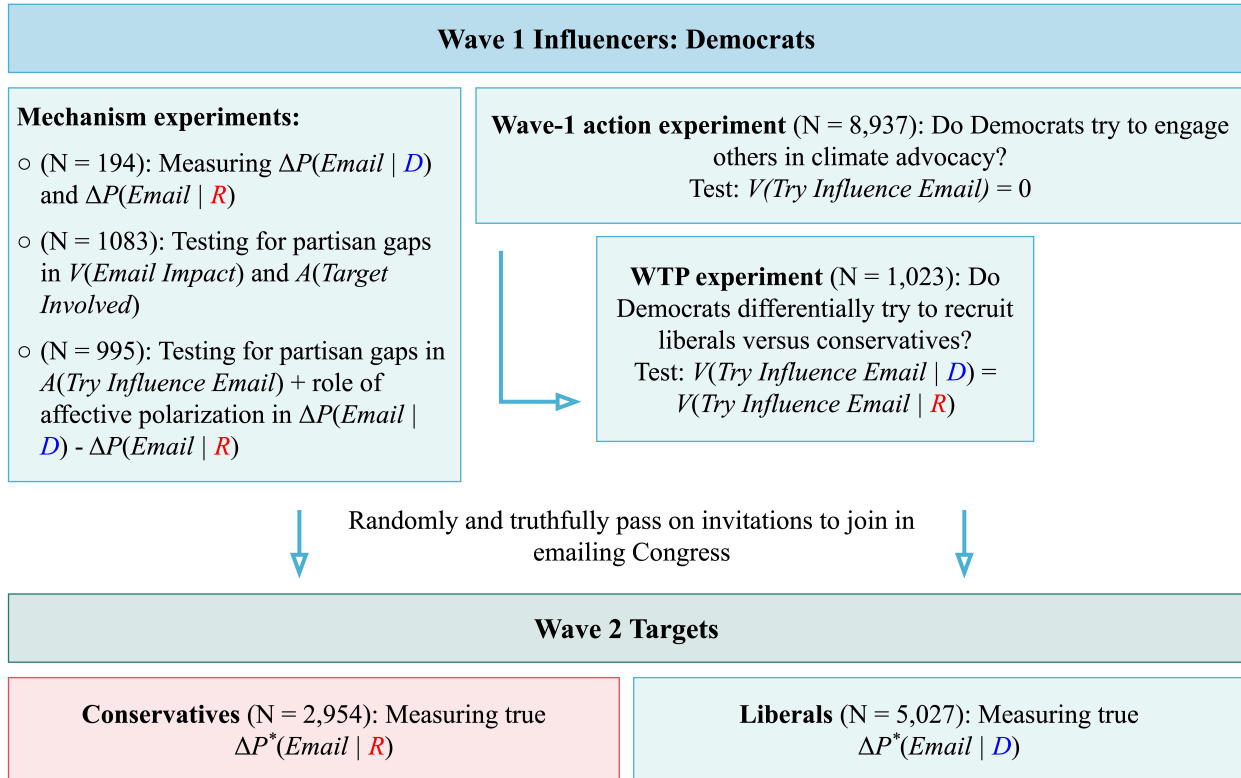 Wave 1 Influencers: Democrats
Mechanism experiments:
○ (N = 194): Measuring ΔP(Email | D)
and ΔP(Email | R)
○ (N = 1083): Testing for partisan gaps
in V(Email Impact) and A(Target
Involved)
○ (N = 995): Testing for partisan gaps in
A(Try Influence Email) + role of
affective polarization in ΔP(Email |
D) - ΔP(Email | R)
Wave-1 action experiment (N = 8,937): Do Democrats try to engage
others in climate advocacy?
Test: V(Try Influence Email) = 0
WTP experiment (N = 1,023): Do
Democrats differentially try to recruit
liberals versus conservatives?
Test: V(Try Influence Email | D) =
V(Try Influence Email | R)
Randomly and truthfully pass on invitations to join in
emailing Congress
Wave 2 Targets
Conservatives (N = 2,954): Measuring true
ΔP*(Email | R)
Liberals (N = 5,027): Measuring true
ΔP*(Email | D)